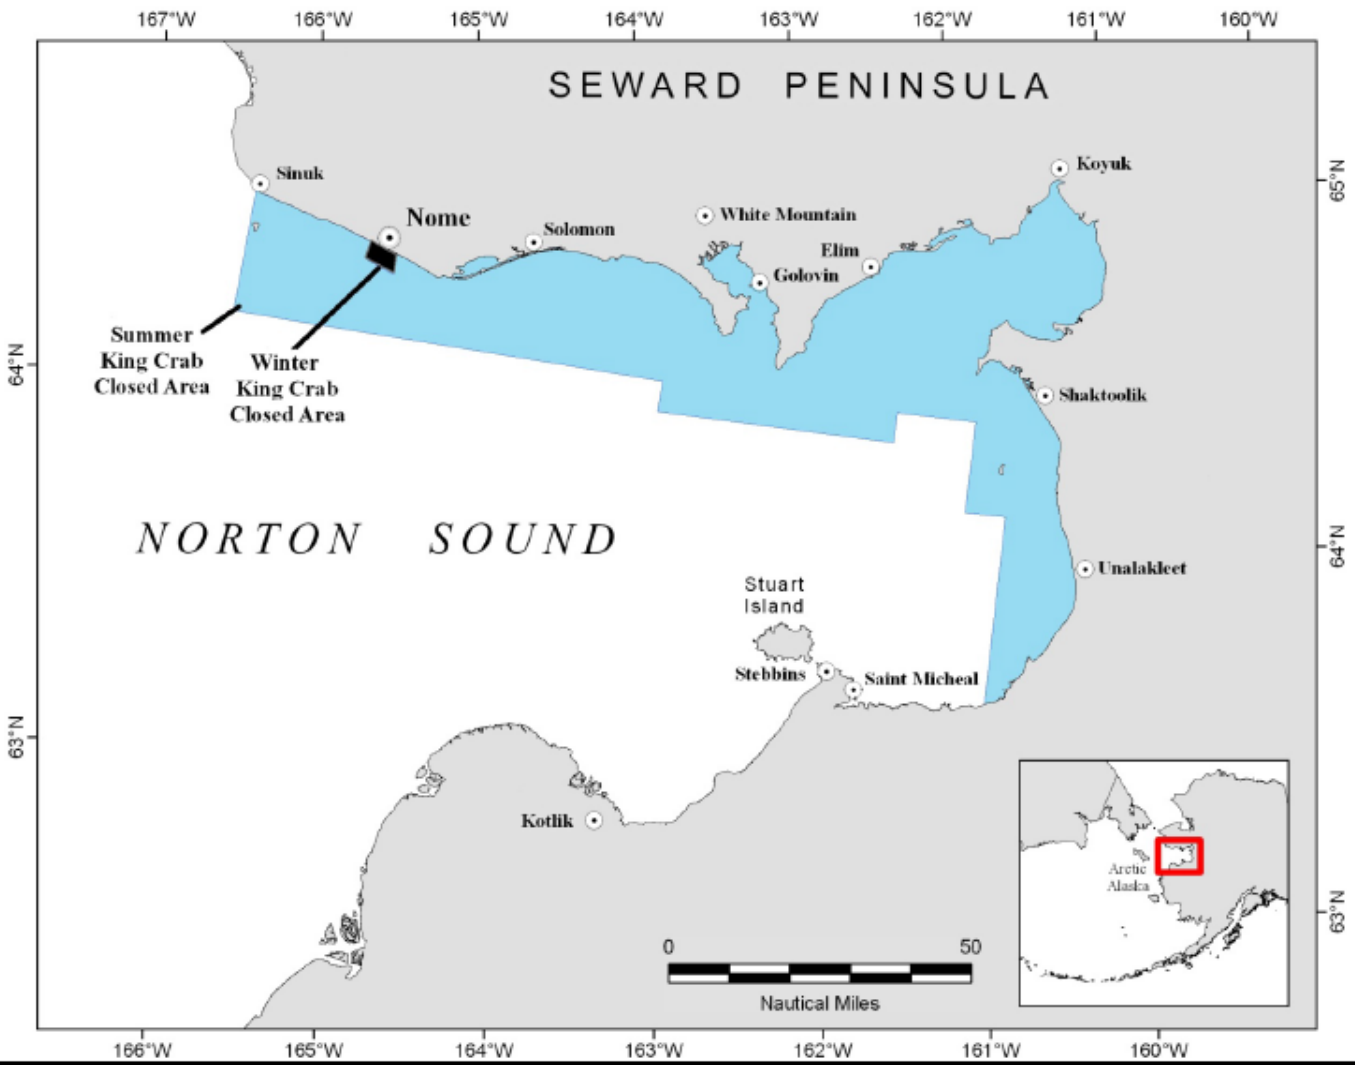 167°W 166°W 165°W 164°W 163°W 162°W 161°W 160°W
SEWARD PENINSULA
Koyuk
Sinuk
65°N
Nome
White Mountain
Solomon
Elim
Golovin
Summer
King Crab
Closed Area
Winter
King Crab
Closed Area
64°N
Shaktoolik
NORTON SOUND
64°N
Unalakleet
Stuart
Island
Stebbins
Saint Micheal
63°N
Kotlik
Arctic
Alaska
63°N
0 50
Nautical Miles
166°W 165°W 164°W 163°W 162°W 161°W 160°W